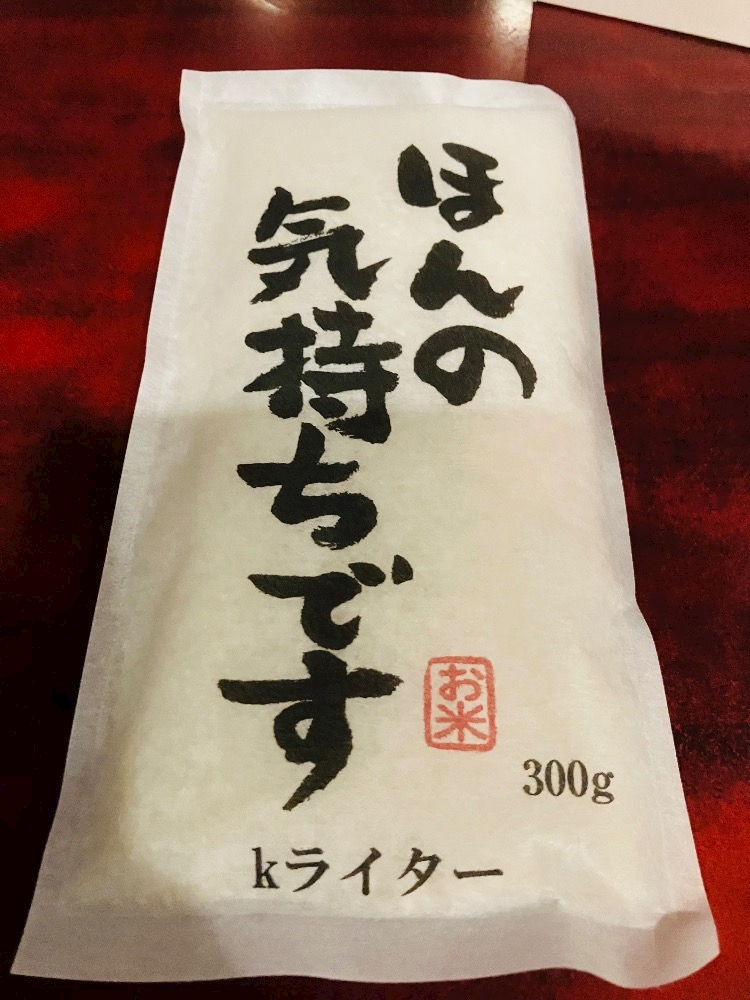 ほんの
気持ちです
お米
300g
kライター